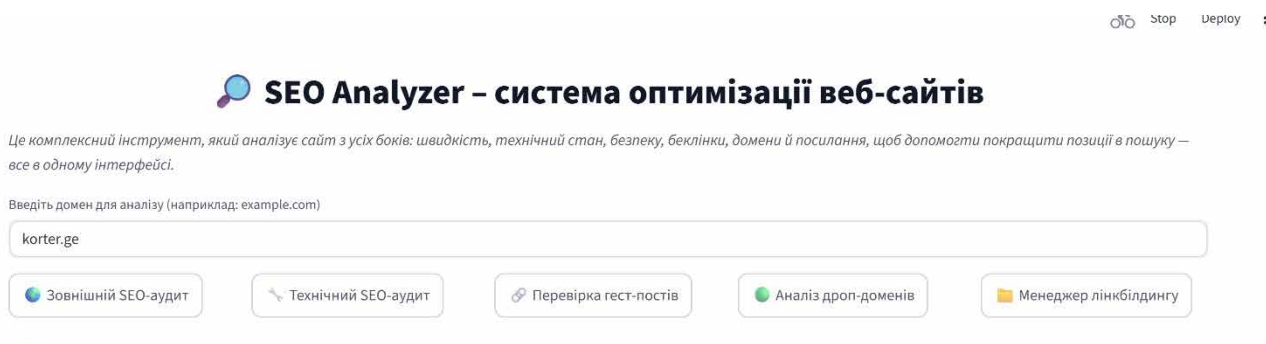 Stop Deploy
SEO Analyzer – система оптимізації веб-сайтів
Це комплексний інструмент, який аналізує сайт з усіх боків: швидкість, технічний стан, безпеку, беклінки, домени й посилання, щоб допомогти покращити позиції в пошуку —
все в одному інтерфейсі.
Введіть домен для аналізу (наприклад: example.com)
korter.ge
Зовнішній SEO-аудит Технічний SEO-аудит Перевірка гест-постів Аналіз дроп-доменів Менеджер лінкбілдингу